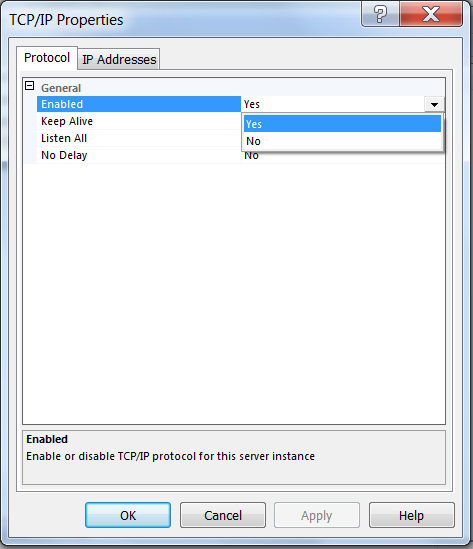 TCP/IP Properties
Protocol IP Addresses
General
Enabled Yes
Keep Alive
Yes
Listen All
No
No Delay No
Enabled
Enable or disable TCP/IP protocol for this server instance
OK Cancel Apply Help